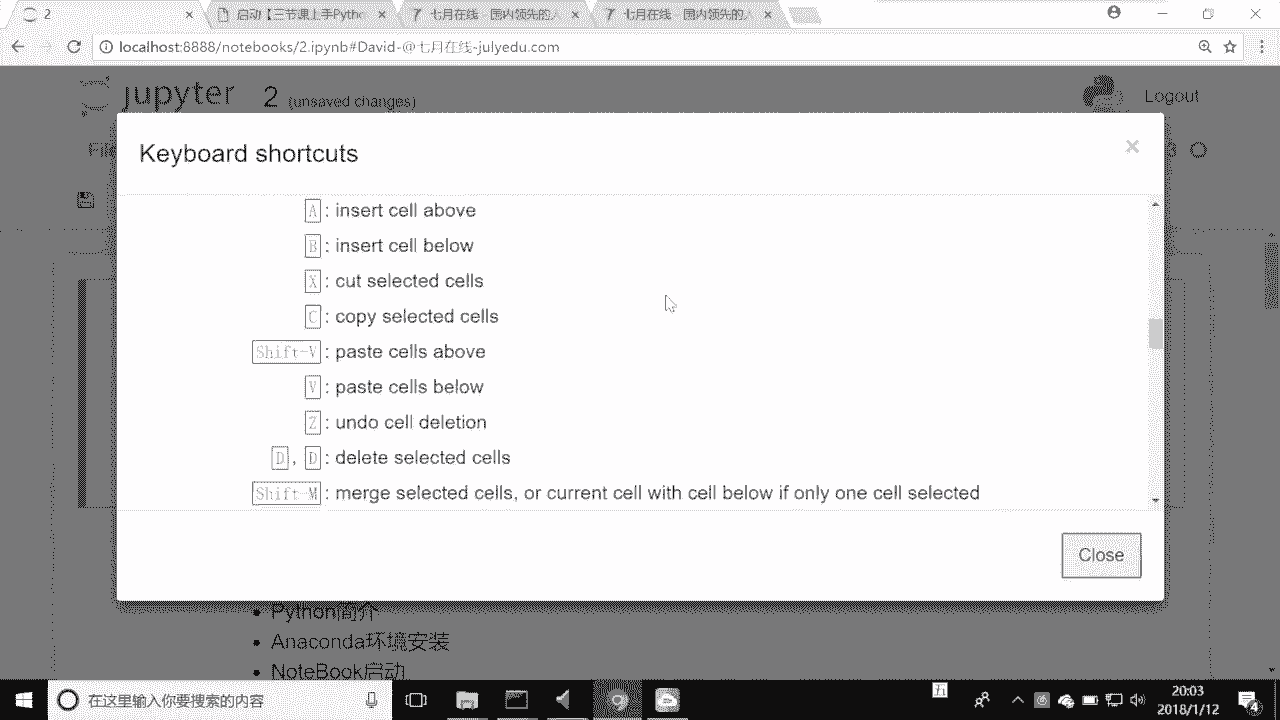 2
启动【三节课上手Pytho
七月在线 - 国内领先的人
七月在线 - 国内领先的人
localhost:8888/notebooks/2.ipynb#David-@七月在线-julyedu.com
jupyter 2 (unsaved changes)
Logout
Keyboard shortcuts
×
A : insert cell above
B : insert cell below
X : cut selected cells
C : copy selected cells
Shift-V : paste cells above
V : paste cells below
Z : undo cell deletion
D, D : delete selected cells
Shift-M : merge selected cells, or current cell with cell below if only one cell selected
Close
• Python简介
• Anaconda环境安装
• NoteBook启动
在这里输入你要搜索的内容
五
20:03
2018/1/12
4